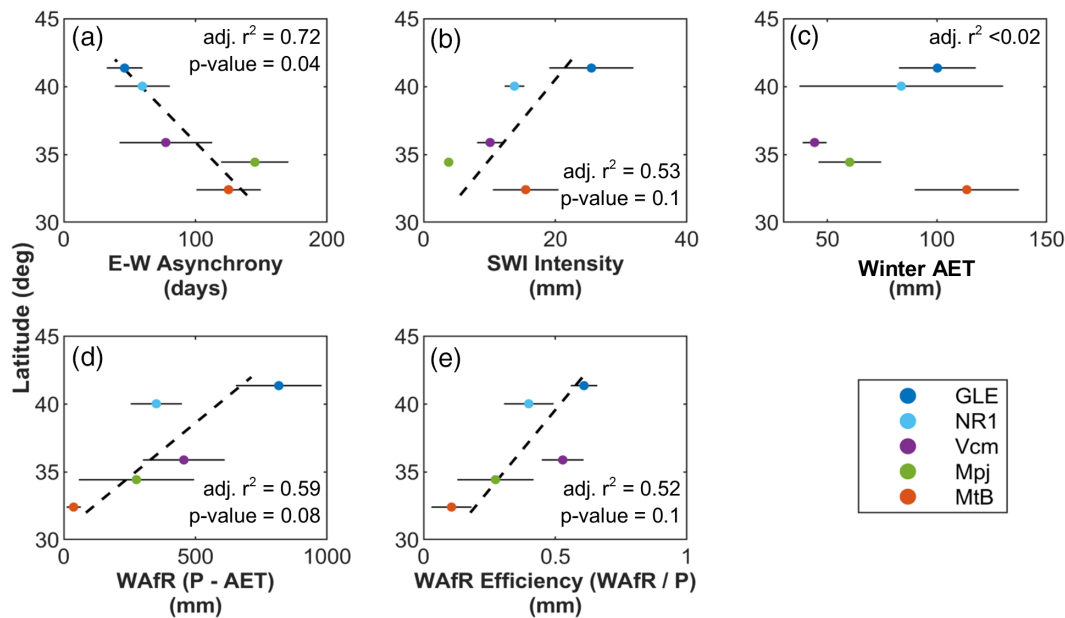 Latitude (deg)
(a)
adj. r² = 0.72
p-value = 0.04
45
40
35
30
0
100
200
E-W Asynchrony
(days)
(b)
adj. r² = 0.53
p-value = 0.1
45
40
35
30
0
20
40
SWI Intensity
(mm)
(c)
adj. r² <0.02
45
40
35
30
50
100
150
Winter AET
(mm)
(d)
adj. r² = 0.59
p-value = 0.08
45
40
35
30
0
500
1000
WAfR (P - AET)
(mm)
(e)
adj. r² = 0.52
p-value = 0.1
45
40
35
30
0
0.5
1
WAfR Efficiency (WAfR / P)
(mm)
GLE
NR1
Vcm
Mpj
MtB